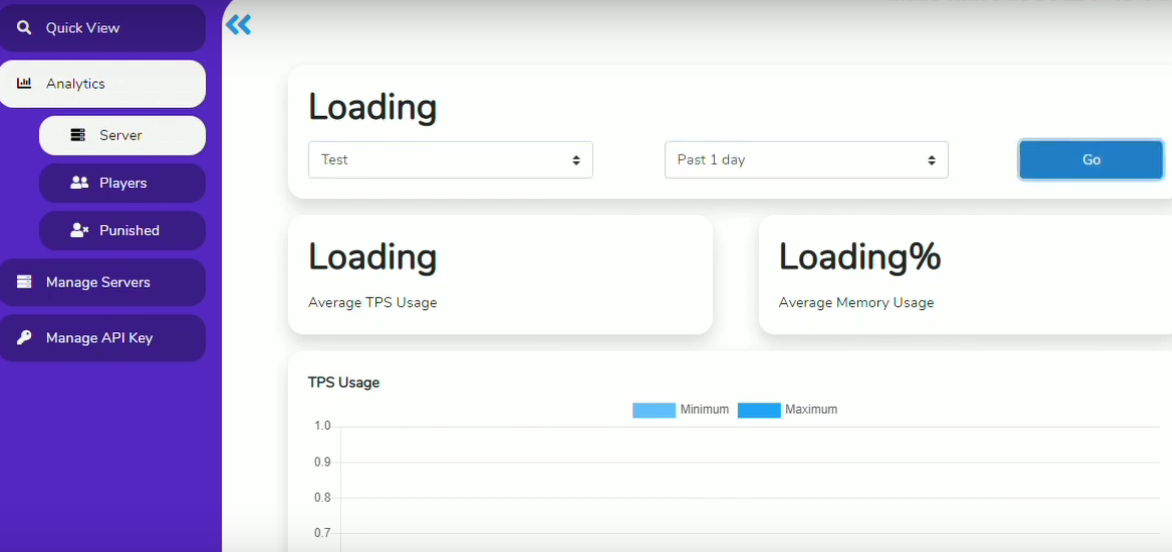 Quick View
Analytics
Server
Players
Punished
Manage Servers
Manage API Key
Loading
Test
Past 1 day
Go
Loading
Average TPS Usage
Loading%
Average Memory Usage
TPS Usage
Minimum
Maximum
1.0
0.9
0.8
0.7